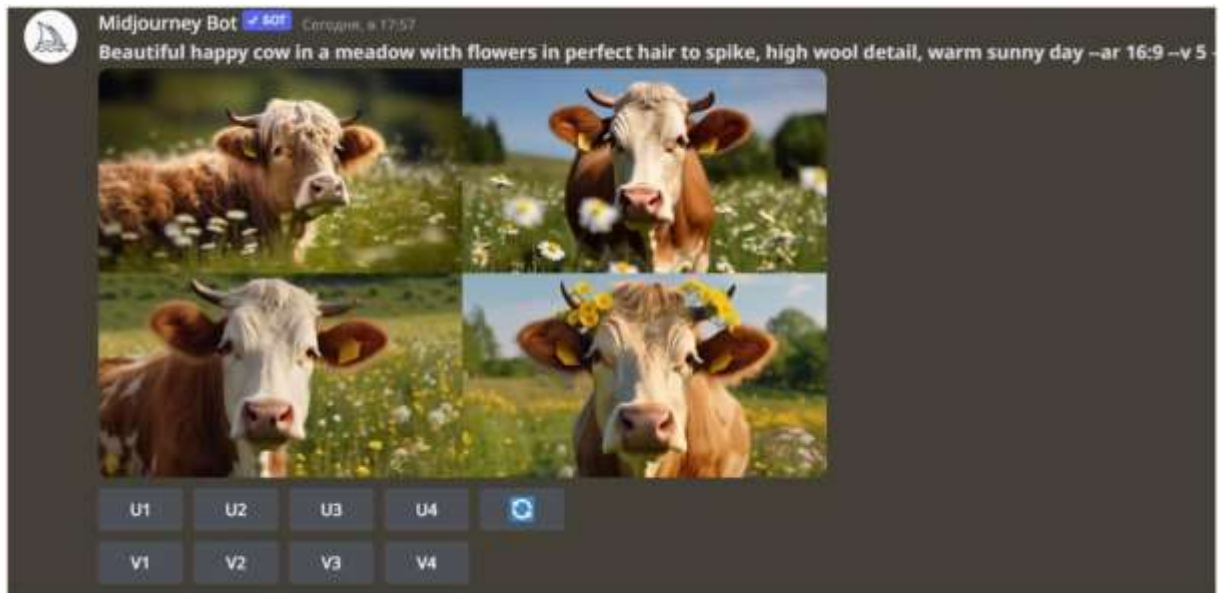 Midjourney Bot ✓ БОТ Сегодня, в 17:57
Beautiful happy cow in a meadow with flowers in perfect hair to spike, high wool detail, warm sunny day --ar 16:9 --v 5 -
U1 U2 U3 U4
V1 V2 V3 V4